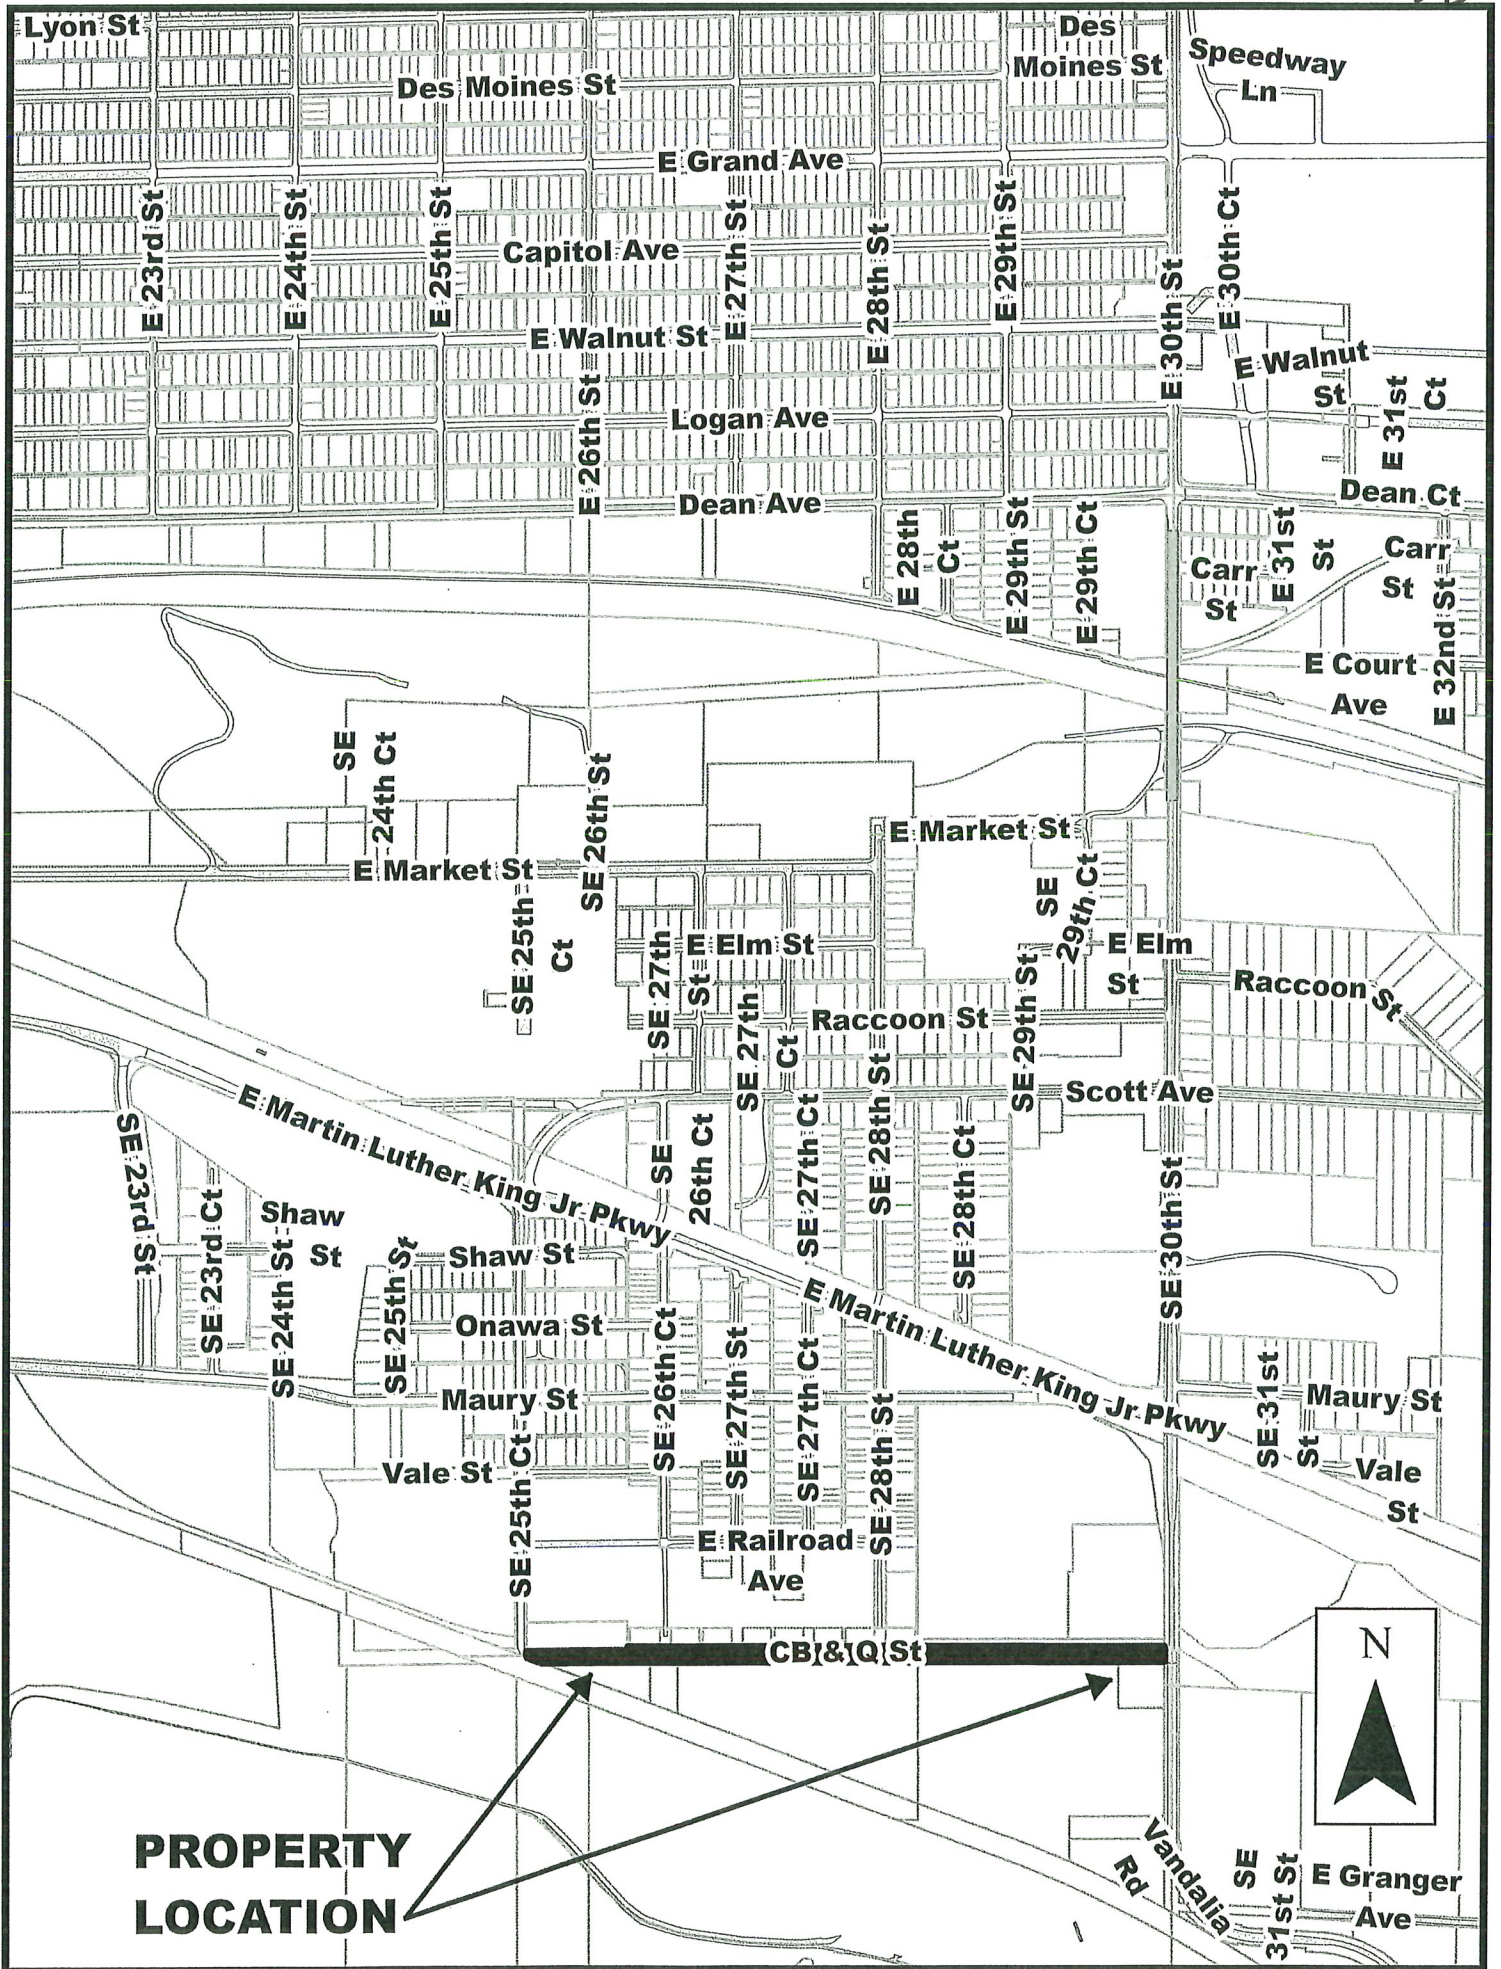 Lyon St
Des
Moines St
Speedway
Ln
Des Moines St
E Grand Ave
E 23rd St
E 24th St
E 25th St
Capitol Ave
E 27th St
E 28th St
E 29th St
E 30th St
E 30th Ct
E Walnut St
E Walnut
St
E 31st
Ct
E 26th St
Logan Ave
Dean Ave
Dean Ct
E 28th
Ct
E 29th St
E 29th Ct
Carr
St
E 31st
St
Carr
St
E 32nd St
E Court
Ave
SE
24th Ct
SE 26th St
E Market St
E Market St
SE 25th
Ct
SE 27th
St
E Elm St
SE
29th Ct
E Elm
St
Raccoon St
SE 27th
Ct
Raccoon St
SE 29th St
Scott Ave
E Martin Luther King Jr Pkwy
SE 23rd St
SE 23rd Ct
Shaw
St
SE 24th St
SE 25th St
Shaw St
SE
26th Ct
SE 27th Ct
SE 28th St
SE 28th Ct
SE 30th St
E Martin Luther King Jr Pkwy
Onawa St
Maury St
SE 26th Ct
SE 27th St
SE 27th Ct
SE 28th St
SE 31st
St
Maury St
Vale St
Vale
St
SE 25th Ct
E Railroad
Ave
CB & Q St
N
PROPERTY
LOCATION
Vandalia
Rd
SE
31st St
E Granger
Ave